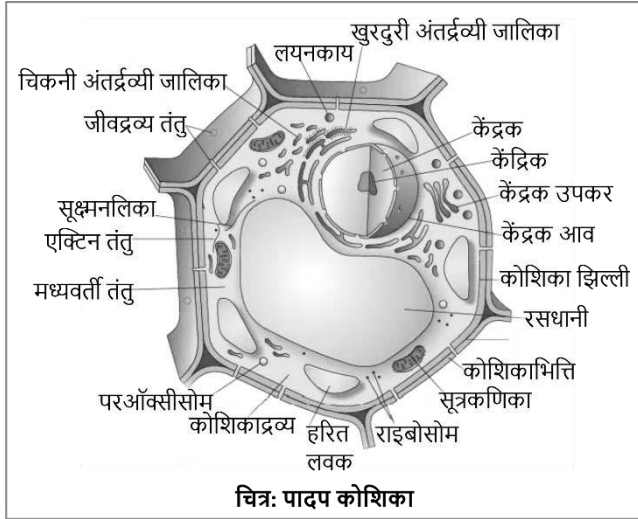 खुरदुरी अंतर्द्रव्यी जालिका
लयनकाय
चिकनी अंतर्द्रव्यी जालिका
जीवद्रव्य तंतु
केंद्रक
केंद्रिक
केंद्रक उपकर
केंद्रक आव
सूक्ष्मनलिका
एक्टिन तंतु
मध्यवर्ती तंतु
कोशिका झिल्ली
रसधानी
कोशिकाभित्ति
सूत्रकणिका
परऑक्सीसोम
कोशिकाद्रव्य
हरित
लवक
राइबोसोम
चित्र: पादप कोशिका